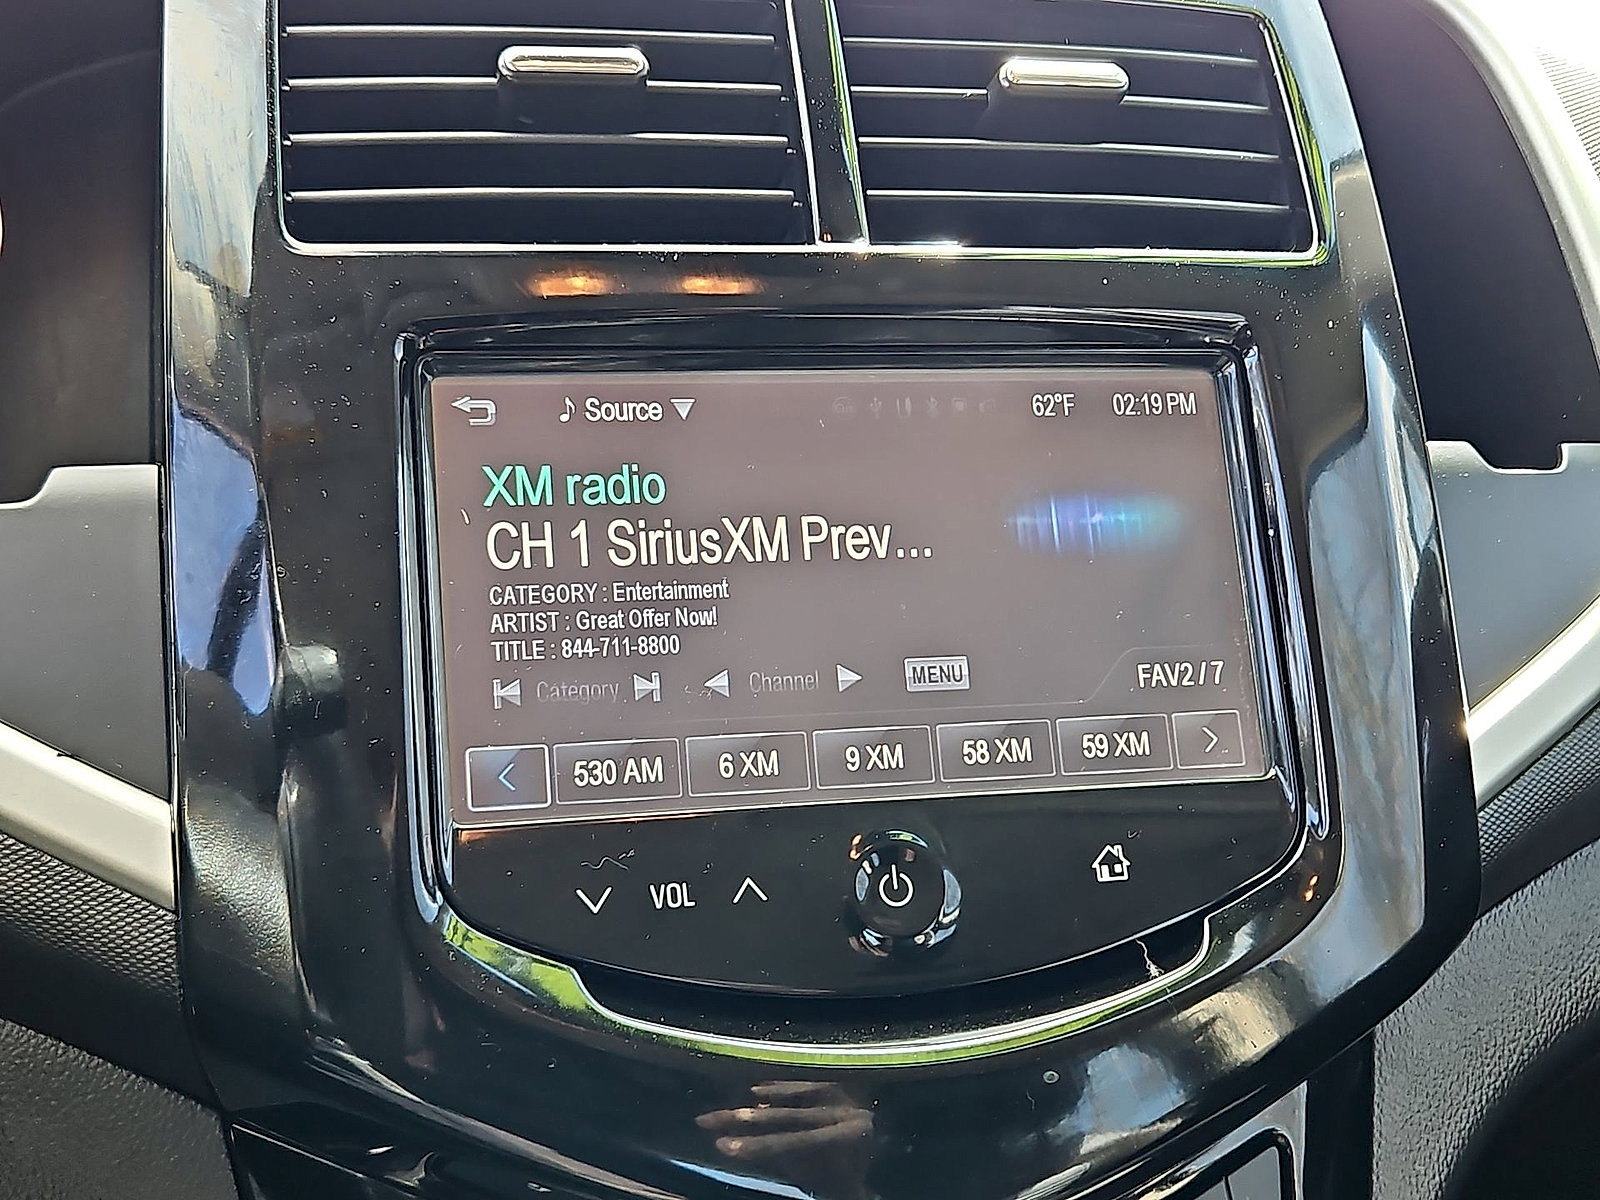 Source 62°F 02:19 PM
XM radio
CH 1 SiriusXM Prev...
CATEGORY : Entertainment
ARTIST : Great Offer Now!
TITLE : 844-711-8800
Category Channel MENU FAV2 / 7
530 AM 6 XM 9 XM 58 XM 59 XM
VOL